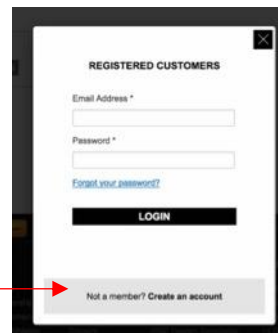 REGISTERED CUSTOMERS
Email Address *
Password *
Forgot your password?
LOGIN
Not a member? Create an account